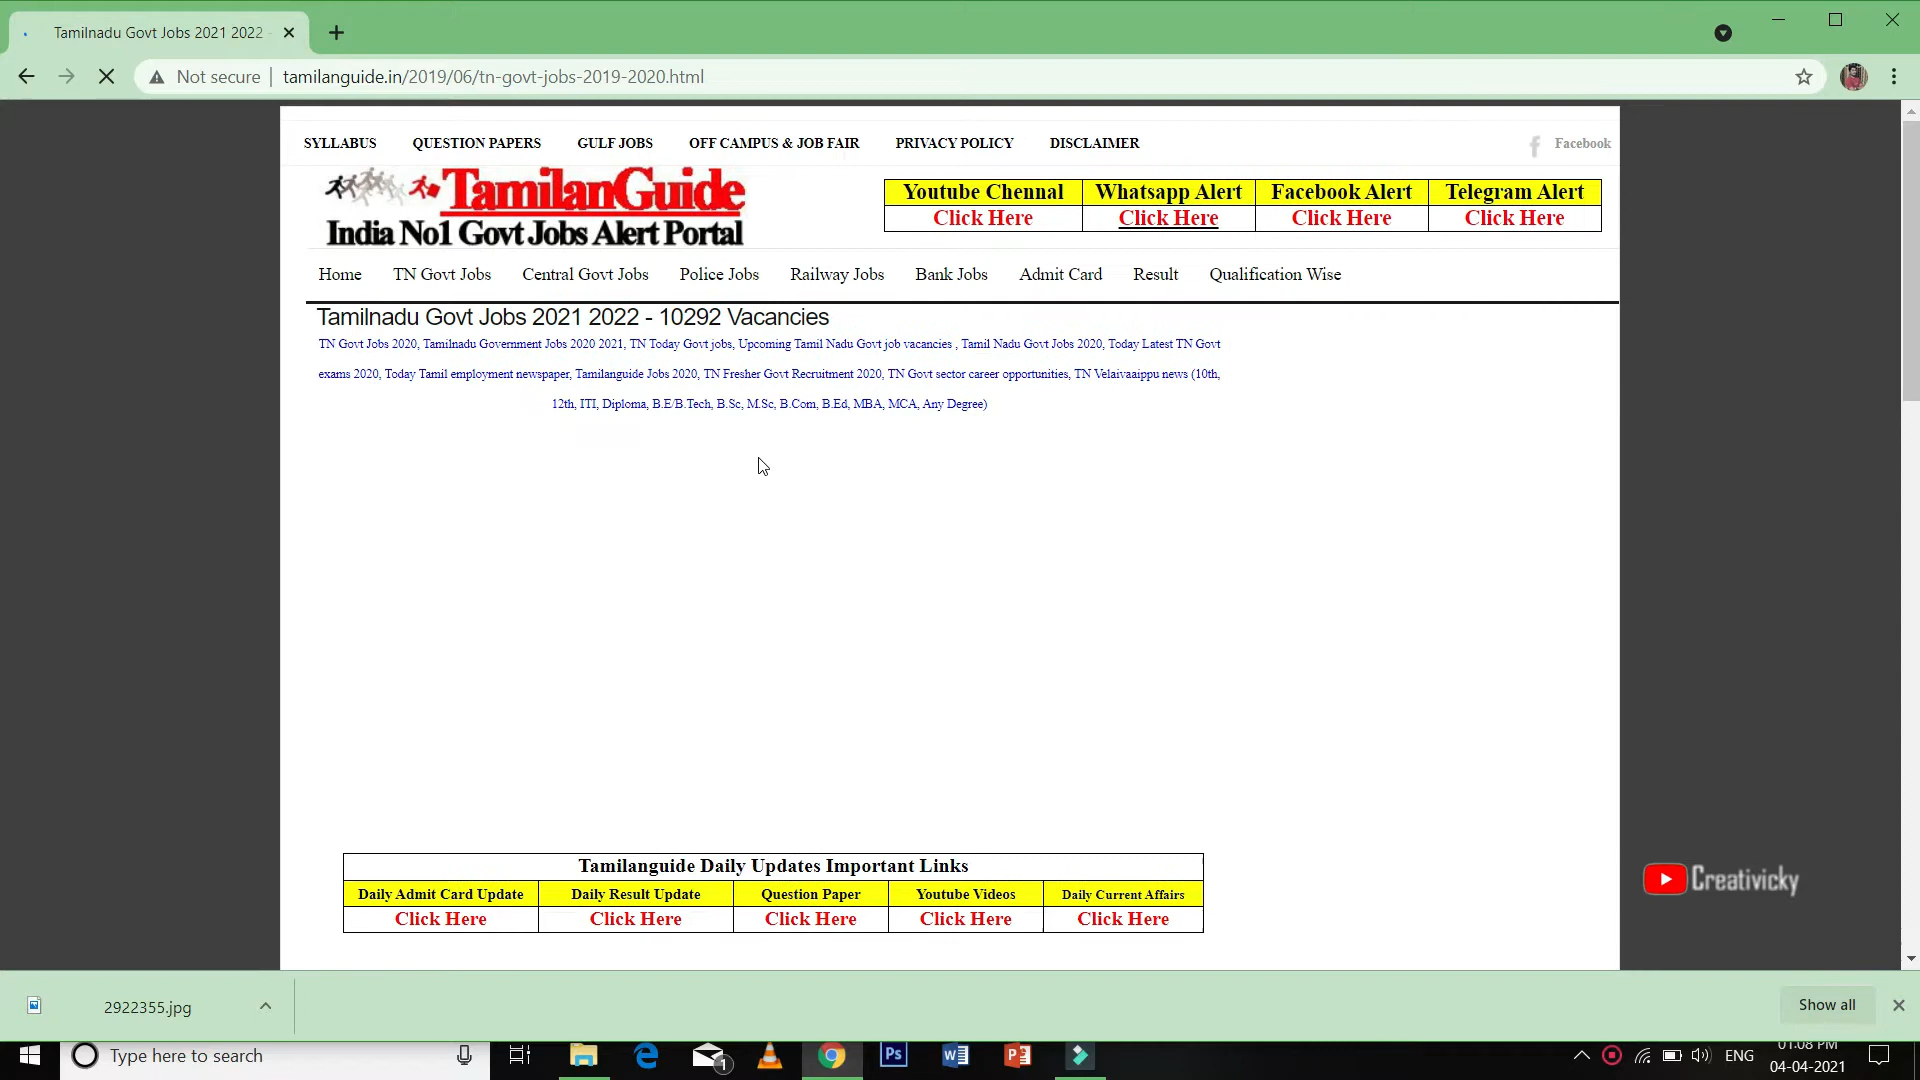 Tamilnadu Govt Jobs 2021 2022 -
Not secure | tamilanguide.in/2019/06/tn-govt-jobs-2019-2020.html
SYLLABUS QUESTION PAPERS GULF JOBS OFF CAMPUS & JOB FAIR PRIVACY POLICY DISCLAIMER Facebook
TamilanGuide
India No1 Govt Jobs Alert Portal
Youtube Chennal Whatsapp Alert Facebook Alert Telegram Alert
Click Here Click Here Click Here Click Here
Home TN Govt Jobs Central Govt Jobs Police Jobs Railway Jobs Bank Jobs Admit Card Result Qualification Wise
Tamilnadu Govt Jobs 2021 2022 - 10292 Vacancies
TN Govt Jobs 2020, Tamilnadu Government Jobs 2020 2021, TN Today Govt jobs, Upcoming Tamil Nadu Govt job vacancies , Tamil Nadu Govt Jobs 2020, Today Latest TN Govt
exams 2020, Today Tamil employment newspaper, Tamilanguide Jobs 2020, TN Fresher Govt Recruitment 2020, TN Govt sector career opportunities, TN Velaivaaippu news (10th,
12th, ITI, Diploma, B.E/B.Tech, B.Sc, M.Sc, B.Com, B.Ed, MBA, MCA, Any Degree)
Tamilanguide Daily Updates Important Links
Daily Admit Card Update Daily Result Update Question Paper Youtube Videos Daily Current Affairs
Click Here Click Here Click Here Click Here Click Here
Creativicky
2922355.jpg Show all
Type here to search 1 Ps W P ENG 01:08 PM
04-04-2021